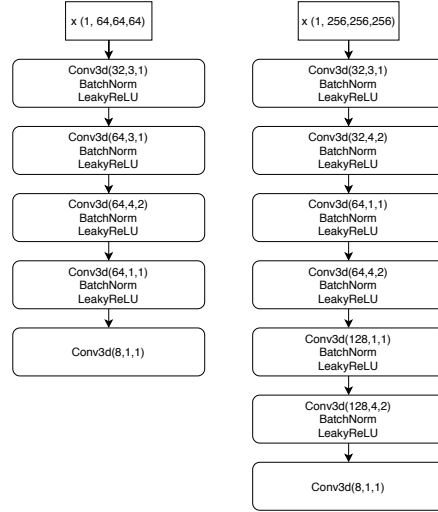 x (1, 64,64,64)
Conv3d(32,3,1)
BatchNorm
LeakyReLU
Conv3d(64,3,1)
BatchNorm
LeakyReLU
Conv3d(64,4,2)
BatchNorm
LeakyReLU
Conv3d(64,1,1)
BatchNorm
LeakyReLU
Conv3d(8,1,1)
x (1, 256,256,256)
Conv3d(32,3,1)
BatchNorm
LeakyReLU
Conv3d(32,4,2)
BatchNorm
LeakyReLU
Conv3d(64,1,1)
BatchNorm
LeakyReLU
Conv3d(64,4,2)
BatchNorm
LeakyReLU
Conv3d(128,1,1)
BatchNorm
LeakyReLU
Conv3d(128,4,2)
BatchNorm
LeakyReLU
Conv3d(8,1,1)